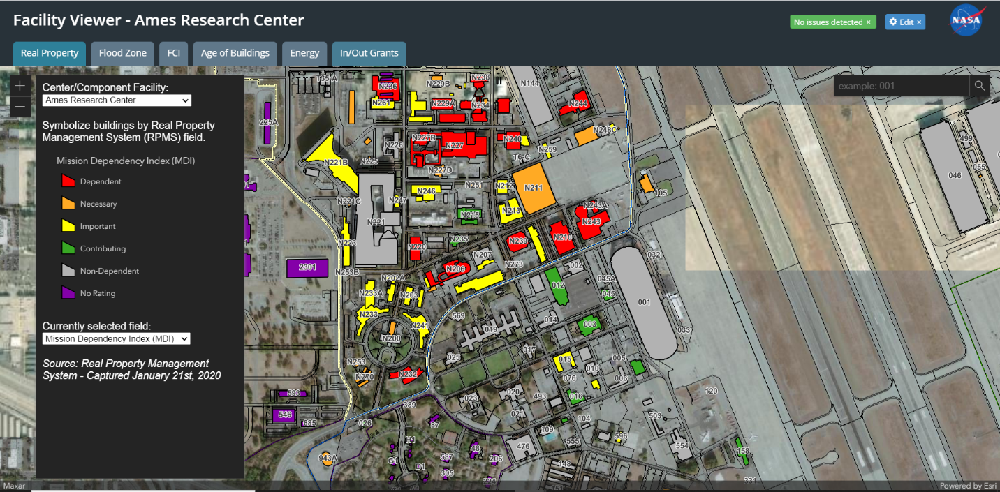 Facility Viewer - Ames Research Center
No issues detected ×
Edit ×
NASA
Real Property
Flood Zone
FCI
Age of Buildings
Energy
In/Out Grants
+
−
Center/Component Facility:
Ames Research Center
Symbolize buildings by Real Property
Management System (RPMS) field.
Mission Dependency Index (MDI)
Dependent
Necessary
Important
Contributing
Non-Dependent
No Rating
Currently selected field:
Mission Dependency Index (MDI)
Source: Real Property Management
System - Captured January 21st, 2020
example: 001
T35-A
N236
N261
N229B
N238
N144
N229A
N234
N244
225A
N248C
N226
N227B
N227
N240
N259
N221B
N225
T6-C
N227D
499
055
046
N251
N212
N211
N246
105
N221C
N247
N215
N213
N243A
N243
N221
N223
N220
N235
N239
N210
N207
032
2301
N253B
N206
N273
002
N202A
012
045A
045
N233A
N203
001
N233
569
014
N241
019
003
033
N200
017
025
015
005
N253
010
N270
N232
076
006
593
020
016
120
023
493
389
546
021
503
685
026
87
104
109
596
H1
555
476
554
48
158
943A
G1
587
206
D1
148
305
331
Maxar
Powered by Esri